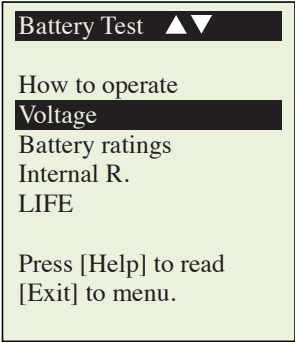 Battery Test ▲▼
How to operate
Voltage
Battery ratings
Internal R.
LIFE
Press [Help] to read
[Exit] to menu.